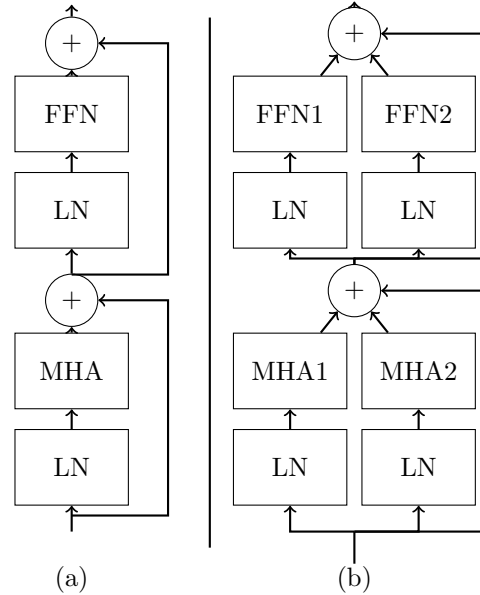 + +
FFN FFN1 FFN2
LN LN LN
+ +
MHA MHA1 MHA2
LN LN LN
(a) (b)